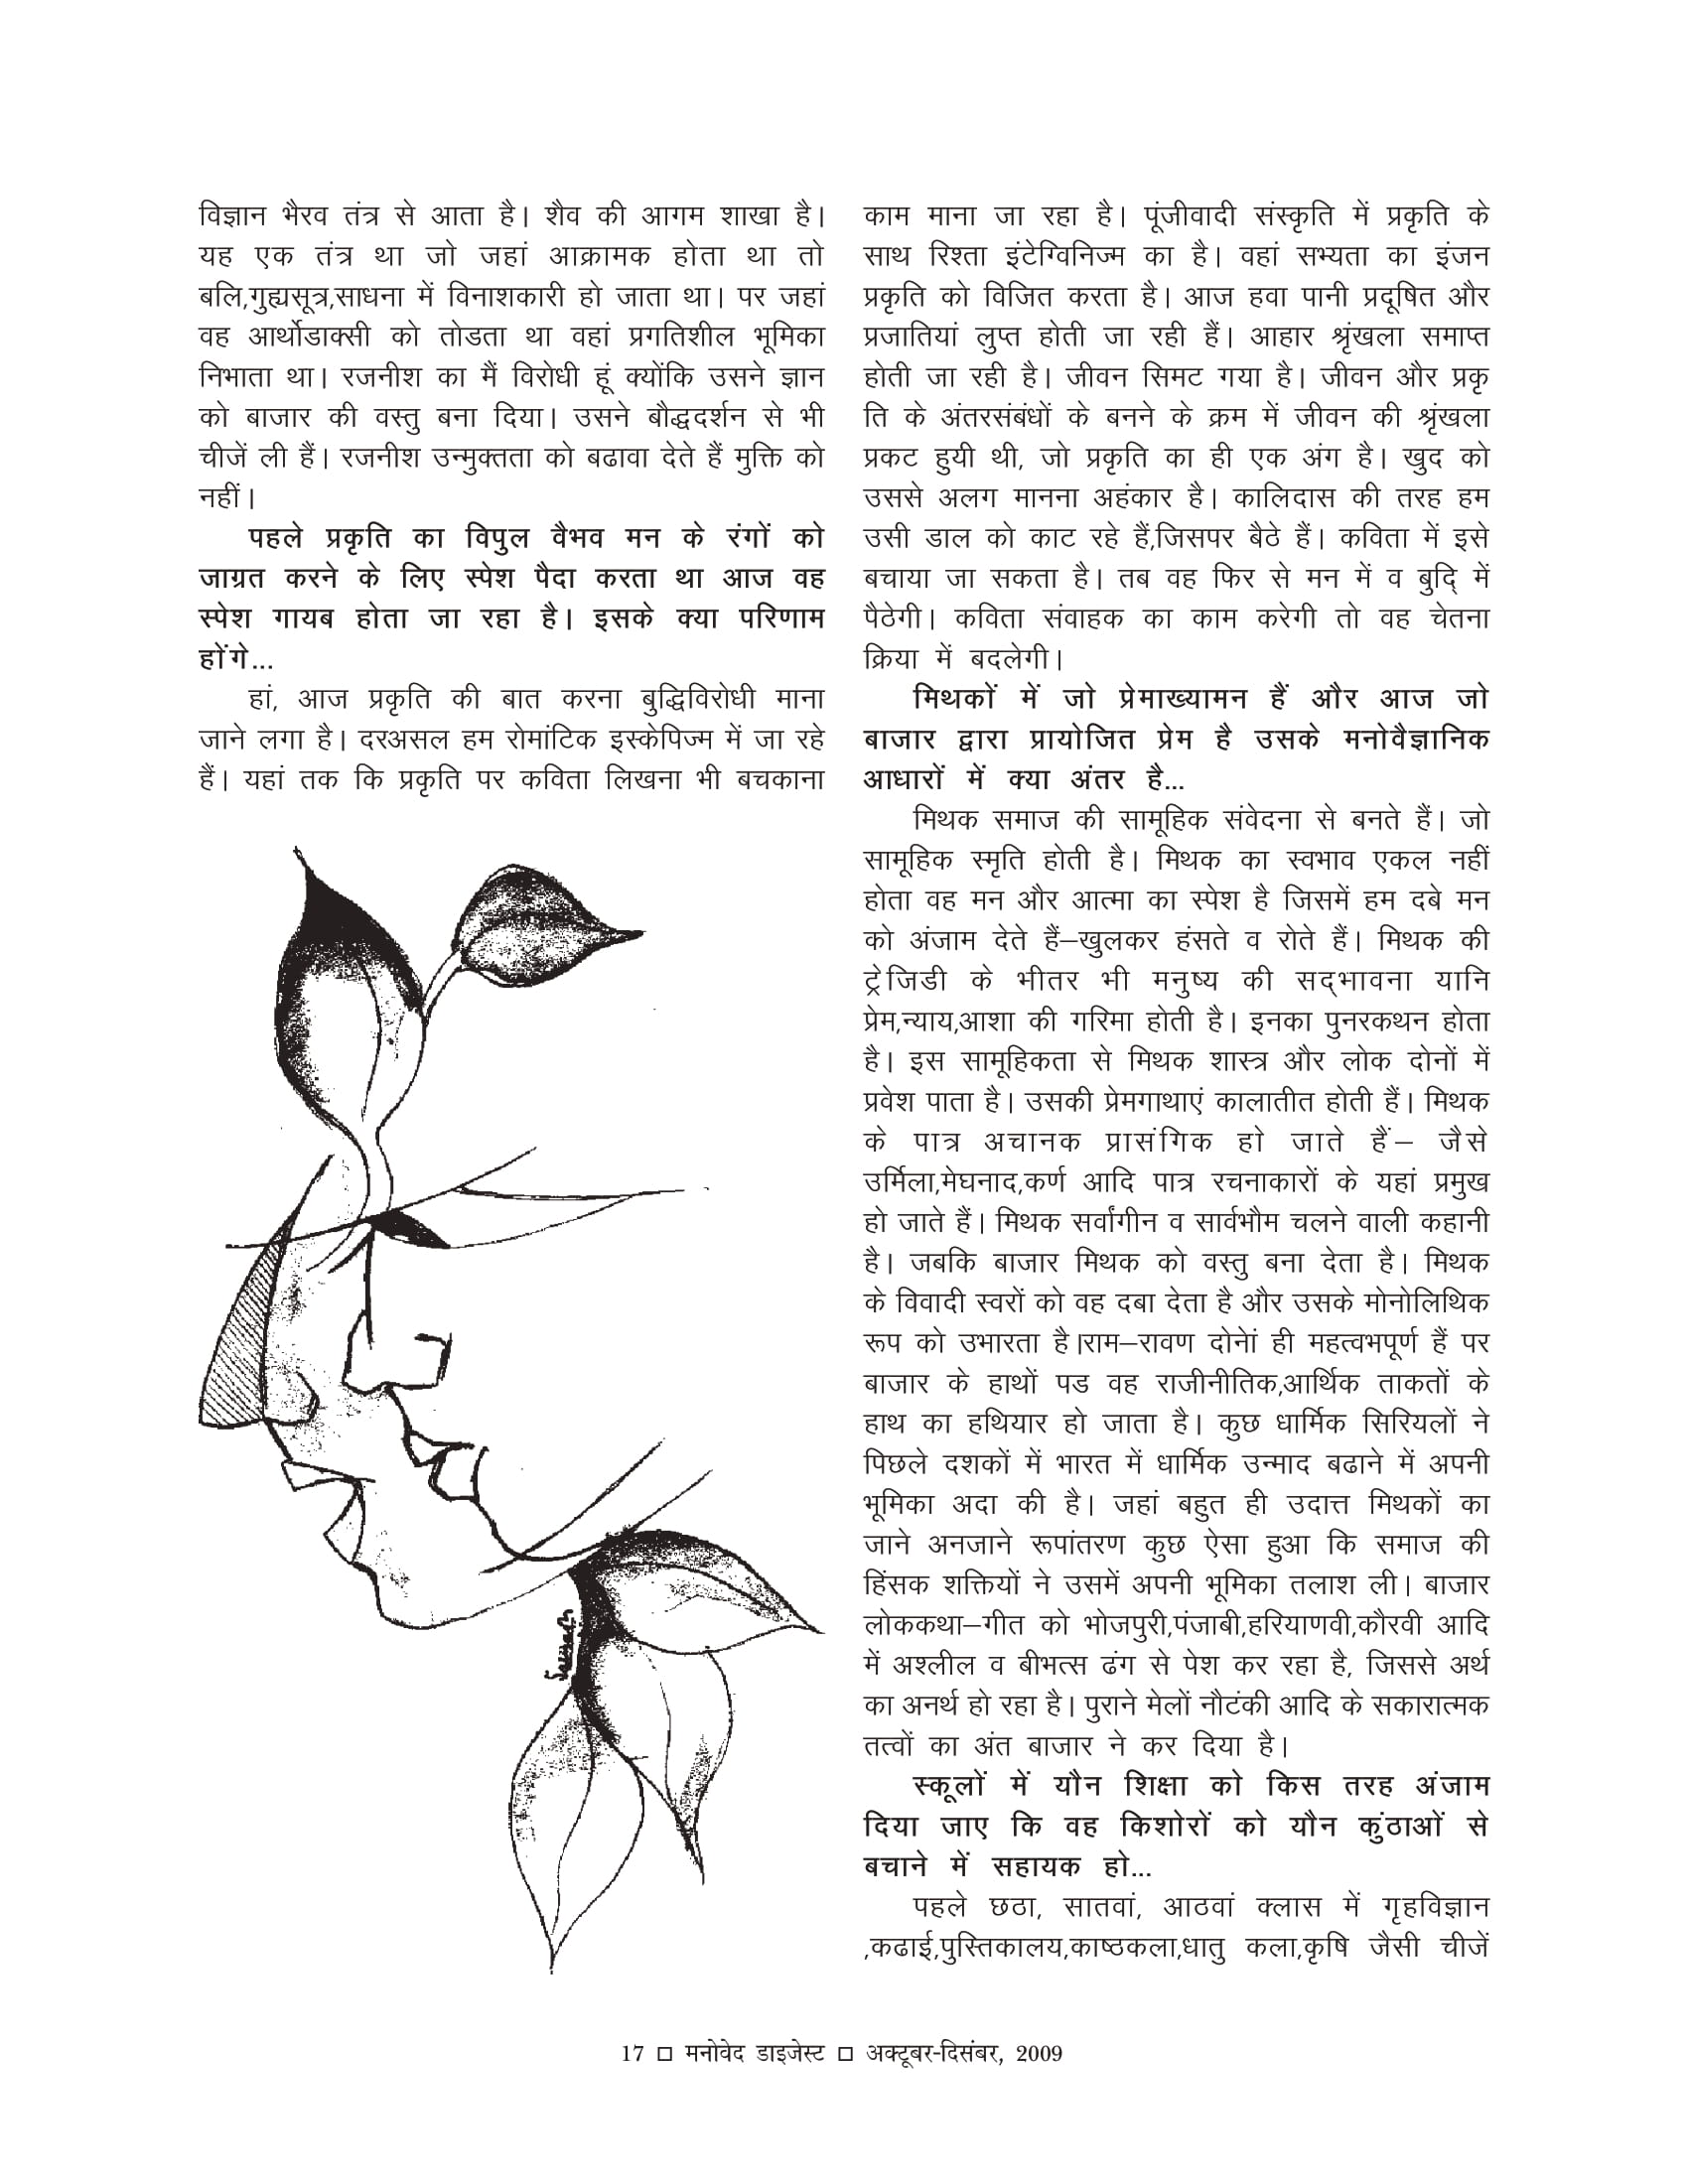 विज्ञान भैरव तंत्र से आता है। शैव की आगम शाखा है।
यह एक तंत्र था जो जहां आक्रामक होता था तो
बलि,गुह्यसूत्र,साधना में विनाशकारी हो जाता था। पर जहां
वह आर्थोडाक्सी को तोडता था वहां प्रगतिशील भूमिका
निभाता था। रजनीश का मैं विरोधी हूं क्योंकि उसने ज्ञान
को बाजार की वस्तु बना दिया। उसने बौद्धदर्शन से भी
चीजें ली हैं। रजनीश उन्मुक्तता को बढावा देते हैं मुक्ति को
नहीं।
पहले प्रकृति का विपुल वैभव मन के रंगों को
जाग्रत करने के लिए स्पेश पैदा करता था आज वह
स्पेश गायब होता जा रहा है। इसके क्या परिणाम
होंगे...
हां, आज प्रकृति की बात करना बुद्धिविरोधी माना
जाने लगा है। दरअसल हम रोमांटिक इस्केपिज्म में जा रहे
हैं। यहां तक कि प्रकृति पर कविता लिखना भी बचकाना
काम माना जा रहा है। पूंजीवादी संस्कृति में प्रकृति के
साथ रिश्ता इंटेग्विनिज्म का है। वहां सभ्यता का इंजन
प्रकृति को विजित करता है। आज हवा पानी प्रदूषित और
प्रजातियां लुप्त होती जा रही हैं। आहार श्रृंखला समाप्त
होती जा रही है। जीवन सिमट गया है। जीवन और प्रकृ
ति के अंतरसंबंधों के बनने के क्रम में जीवन की श्रृंखला
प्रकट हुयी थी, जो प्रकृति का ही एक अंग है। खुद को
उससे अलग मानना अहंकार है। कालिदास की तरह हम
उसी डाल को काट रहे हैं,जिसपर बैठे हैं। कविता में इसे
बचाया जा सकता है। तब वह फिर से मन में व बुद्धि में
पैठेगी। कविता संवाहक का काम करेगी तो वह चेतना
क्रिया में बदलेगी।
मिथकों में जो प्रेमाख्यामन हैं और आज जो
बाजार द्वारा प्रायोजित प्रेम है उसके मनोवैज्ञानिक
आधारों में क्या अंतर है...
मिथक समाज की सामूहिक संवेदना से बनते हैं। जो
सामूहिक स्मृति होती है। मिथक का स्वभाव एकल नहीं
होता वह मन और आत्मा का स्पेश है जिसमें हम दबे मन
को अंजाम देते हैं–खुलकर हंसते व रोते हैं। मिथक की
ट्रेजिडी के भीतर भी मनुष्य की सद्भावना यानि
प्रेम,न्याय,आशा की गरिमा होती है। इनका पुनरकथन होता
है। इस सामूहिकता से मिथक शास्त्र और लोक दोनों में
प्रवेश पाता है। उसकी प्रेमगाथाएं कालातीत होती हैं। मिथक
के पात्र अचानक प्रासंगिक हो जाते हैं– जैसे
उर्मिला,मेघनाद,कर्ण आदि पात्र रचनाकारों के यहां प्रमुख
हो जाते हैं। मिथक सर्वांगीन व सार्वभौम चलने वाली कहानी
है। जबकि बाजार मिथक को वस्तु बना देता है। मिथक
के विवादी स्वरों को वह दबा देता है और उसके मोनोलिथिक
रूप को उभारता है।राम–रावण दोनेां ही महत्वभपूर्ण हैं पर
बाजार के हाथों पड वह राजीनीतिक,आर्थिक ताकतों के
हाथ का हथियार हो जाता है। कुछ धार्मिक सिरियलों ने
पिछले दशकों में भारत में धार्मिक उन्माद बढाने में अपनी
भूमिका अदा की है। जहां बहुत ही उदात्त मिथकों का
जाने अनजाने रूपांतरण कुछ ऐसा हुआ कि समाज की
हिंसक शक्तियों ने उसमें अपनी भूमिका तलाश ली। बाजार
लोककथा–गीत को भोजपुरी,पंजाबी,हरियाणवी,कौरवी आदि
में अश्लील व बीभत्स ढंग से पेश कर रहा है, जिससे अर्थ
का अनर्थ हो रहा है। पुराने मेलों नौटंकी आदि के सकारात्मक
तत्वों का अंत बाजार ने कर दिया है।
स्कूलों में यौन शिक्षा को किस तरह अंजाम
दिया जाए कि वह किशोरों को यौन कुंठाओं से
बचाने में सहायक हो...
पहले छठा, सातवां, आठवां क्लास में गृहविज्ञान
,कढाई,पुस्तिकालय,काष्ठकला,धातु कला,कृषि जैसी चीजें
17 □ मनोवेद डाइजेस्ट □ अक्टूबर-दिसंबर, 2009